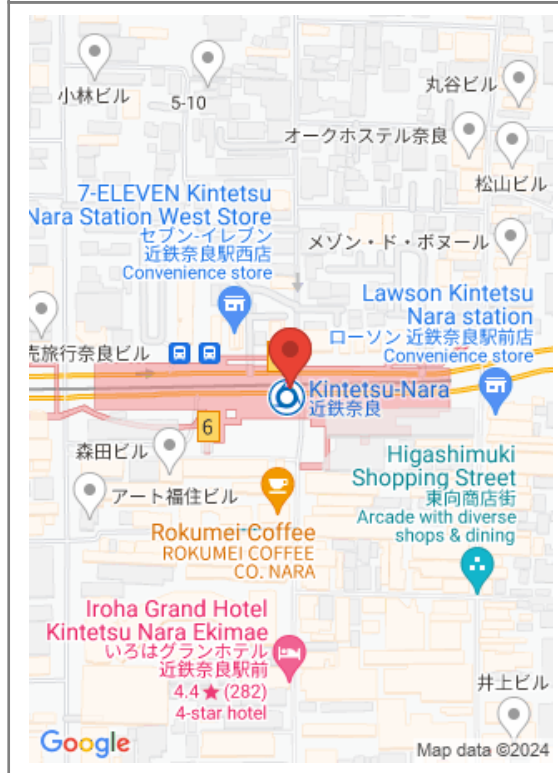 小林ビル
5-10
丸谷ビル
オークホステル奈良
松山ビル
7-ELEVEN Kintetsu
Nara Station West Store
セブン-イレブン
近鉄奈良駅西店
Convenience store
メゾン・ド・ボヌール
Lawson Kintetsu
Nara station
ローソン 近鉄奈良駅前店
Convenience store
売旅行奈良ビル
Kintetsu-Nara
近鉄奈良
6
森田ビル
アート福住ビル
Higashimuki
Shopping Street
東向商店街
Arcade with diverse
shops & dining
Rokumei Coffee
ROKUMEI COFFEE
CO. NARA
Iroha Grand Hotel
Kintetsu Nara Ekimae
いろはグランホテル
近鉄奈良駅前
4.4★(282)
4-star hotel
井上ビル
Google
Map data ©2024